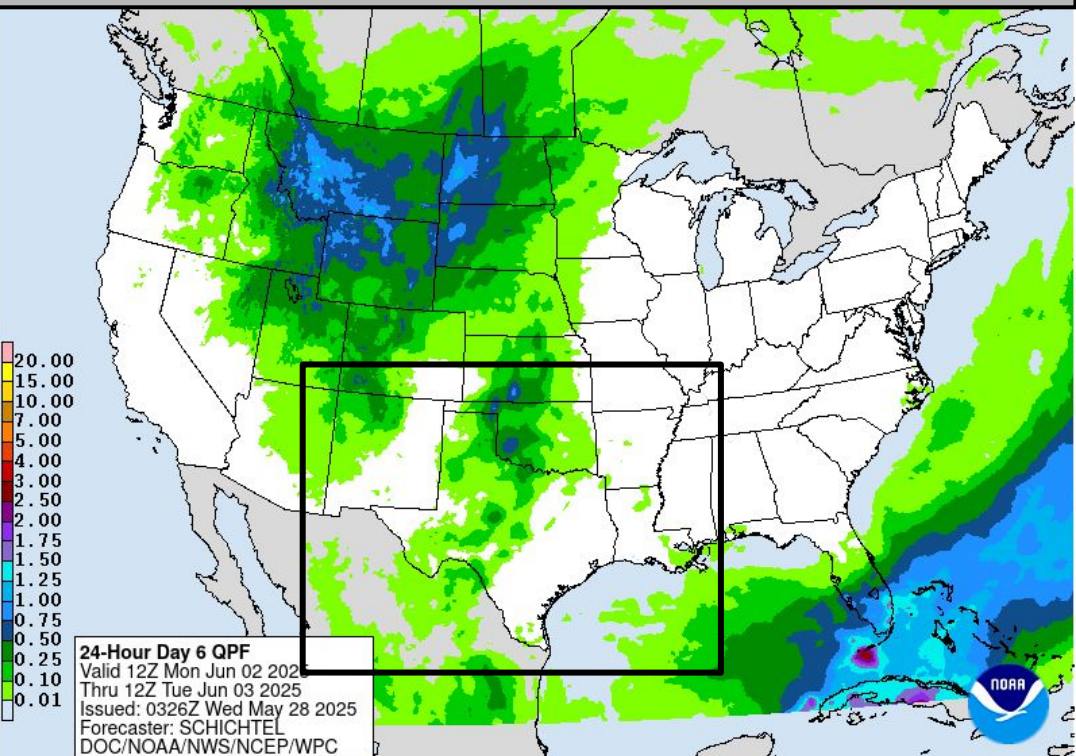 20.00
15.00
10.00
7.00
5.00
4.00
3.00
2.50
2.00
1.75
1.50
1.25
1.00
0.75
0.50
0.25
0.10
0.01
24-Hour Day 6 QPF
Valid 12Z Mon Jun 02 2025
Thru 12Z Tue Jun 03 2025
Issued: 0326Z Wed May 28 2025
Forecaster: SCHICHTEL
DOC/NOAA/NWS/NCEP/WPC
NOAA